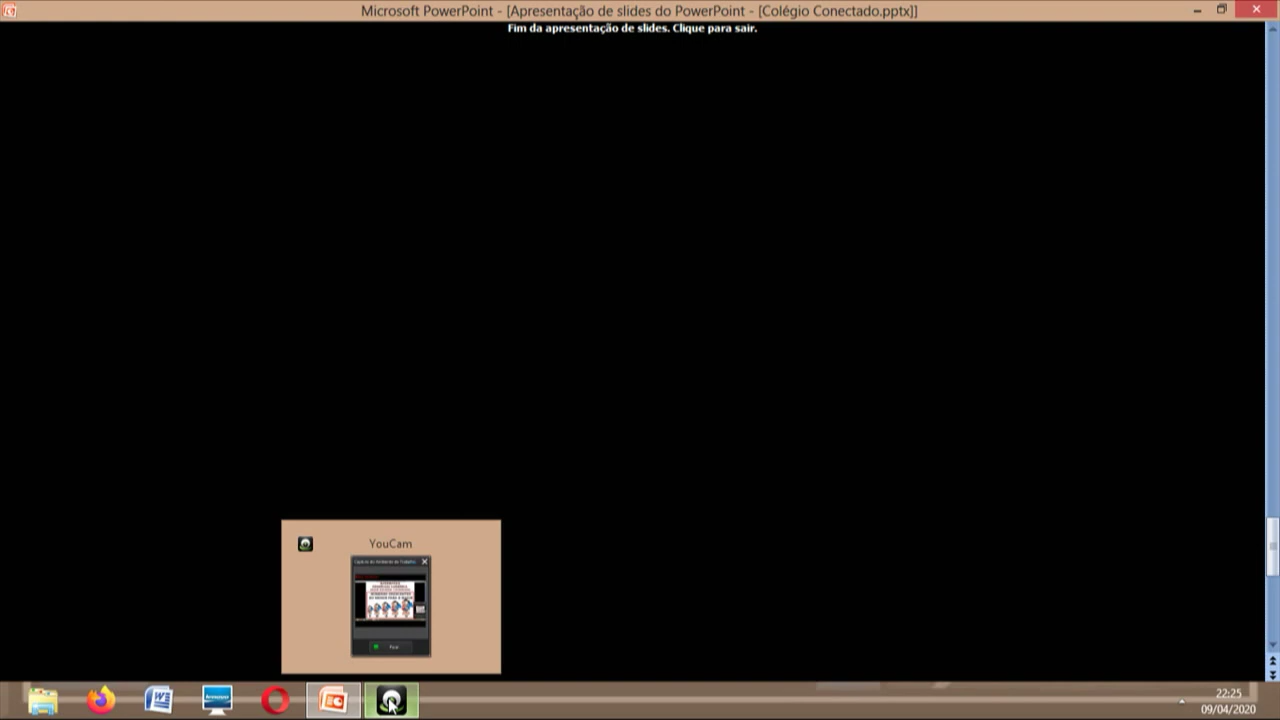 Microsoft PowerPoint - [Apresentação de slides do PowerPoint - [Colégio Conectado.pptx]]
Fim da apresentação de slides. Clique para sair.
YouCam
22:25
09/04/2020